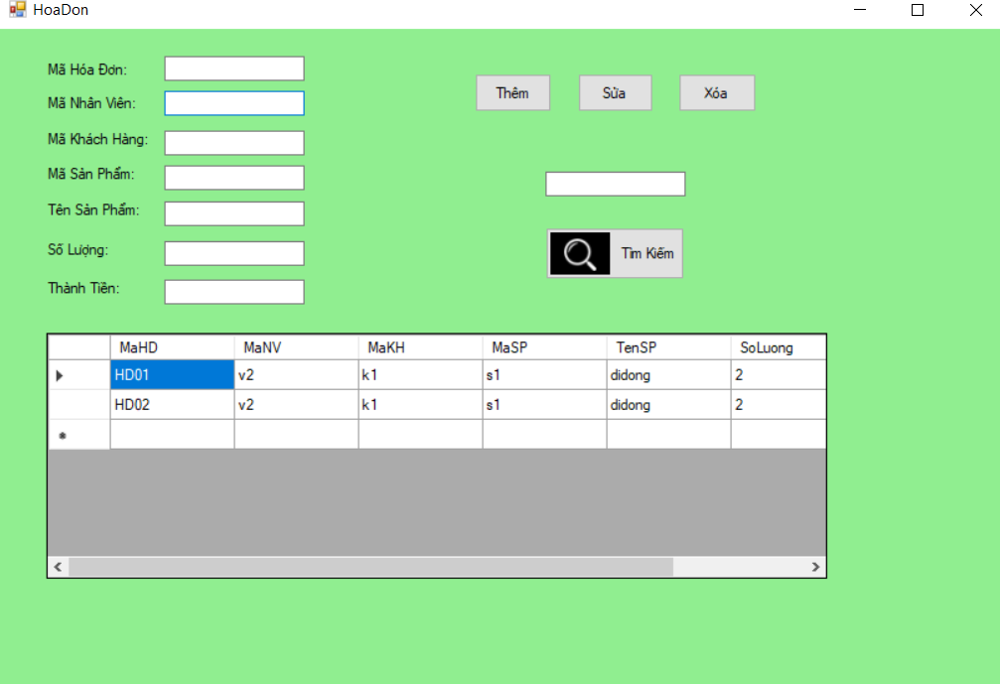 HoaDon
Mã Hóa Đơn:
Mã Nhân Viên:
Mã Khách Hàng:
Mã Sản Phẩm:
Tên Sản Phẩm:
Số Lượng:
Thành Tiền:
Thêm Sửa Xóa
Tìm Kiếm
MaHD MaNV MaKH MaSP TenSP SoLuong
HD01 v2 k1 s1 didong 2
HD02 v2 k1 s1 didong 2